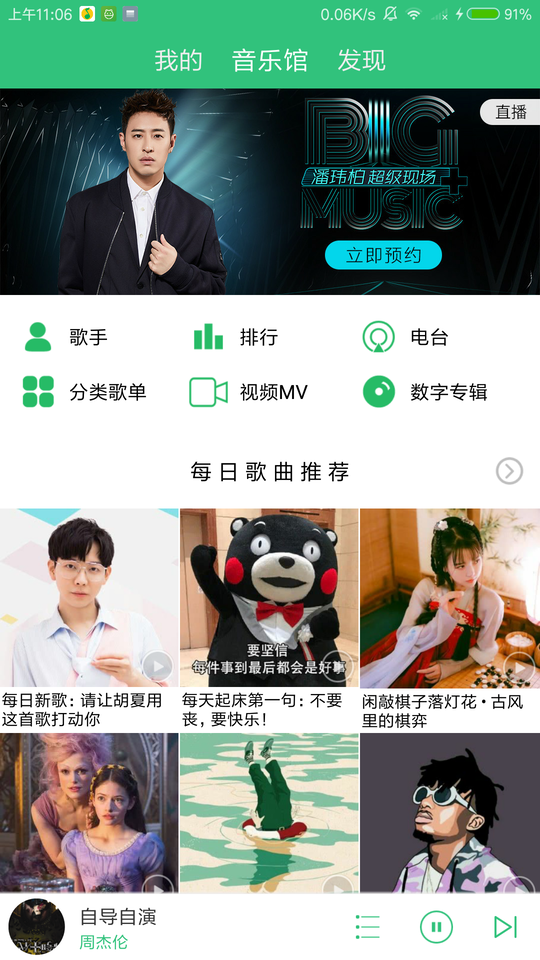 上午11:06
0.06K/s
91%
我的
音乐馆
发现
直播
BIG
潘玮柏 超级现场
MUSIC+
立即预约
歌手
排行
电台
分类歌单
视频MV
数字专辑
每日歌曲推荐
要坚信
每件事到最后都会是好事
每日新歌：请让胡夏用
这首歌打动你
每天起床第一句：不要
丧，要快乐！
闲敲棋子落灯花·古风
里的棋弈
自导自演
周杰伦